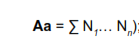 Aa = ∑ N₁… Nₙ);